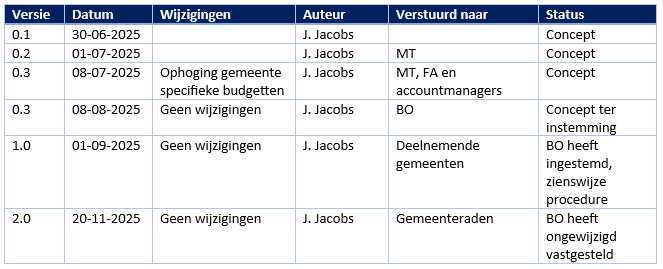 Versie Datum Wijzigingen Auteur Verstuurd naar Status
0.1 30-06-2025 J. Jacobs Concept
0.2 01-07-2025 J. Jacobs MT Concept
0.3 08-07-2025 Ophoging gemeente J. Jacobs MT, FA en Concept
specifieke budgetten accountmanagers
0.3 08-08-2025 Geen wijzigingen J. Jacobs BO Concept ter
instemming
1.0 01-09-2025 Geen wijzigingen J. Jacobs Deelnemende BO heeft
gemeenten ingestemd,
zienswijze
procedure
2.0 20-11-2025 Geen wijzigingen J. Jacobs Gemeenteraden BO heeft
ongewijzigd
vastgesteld